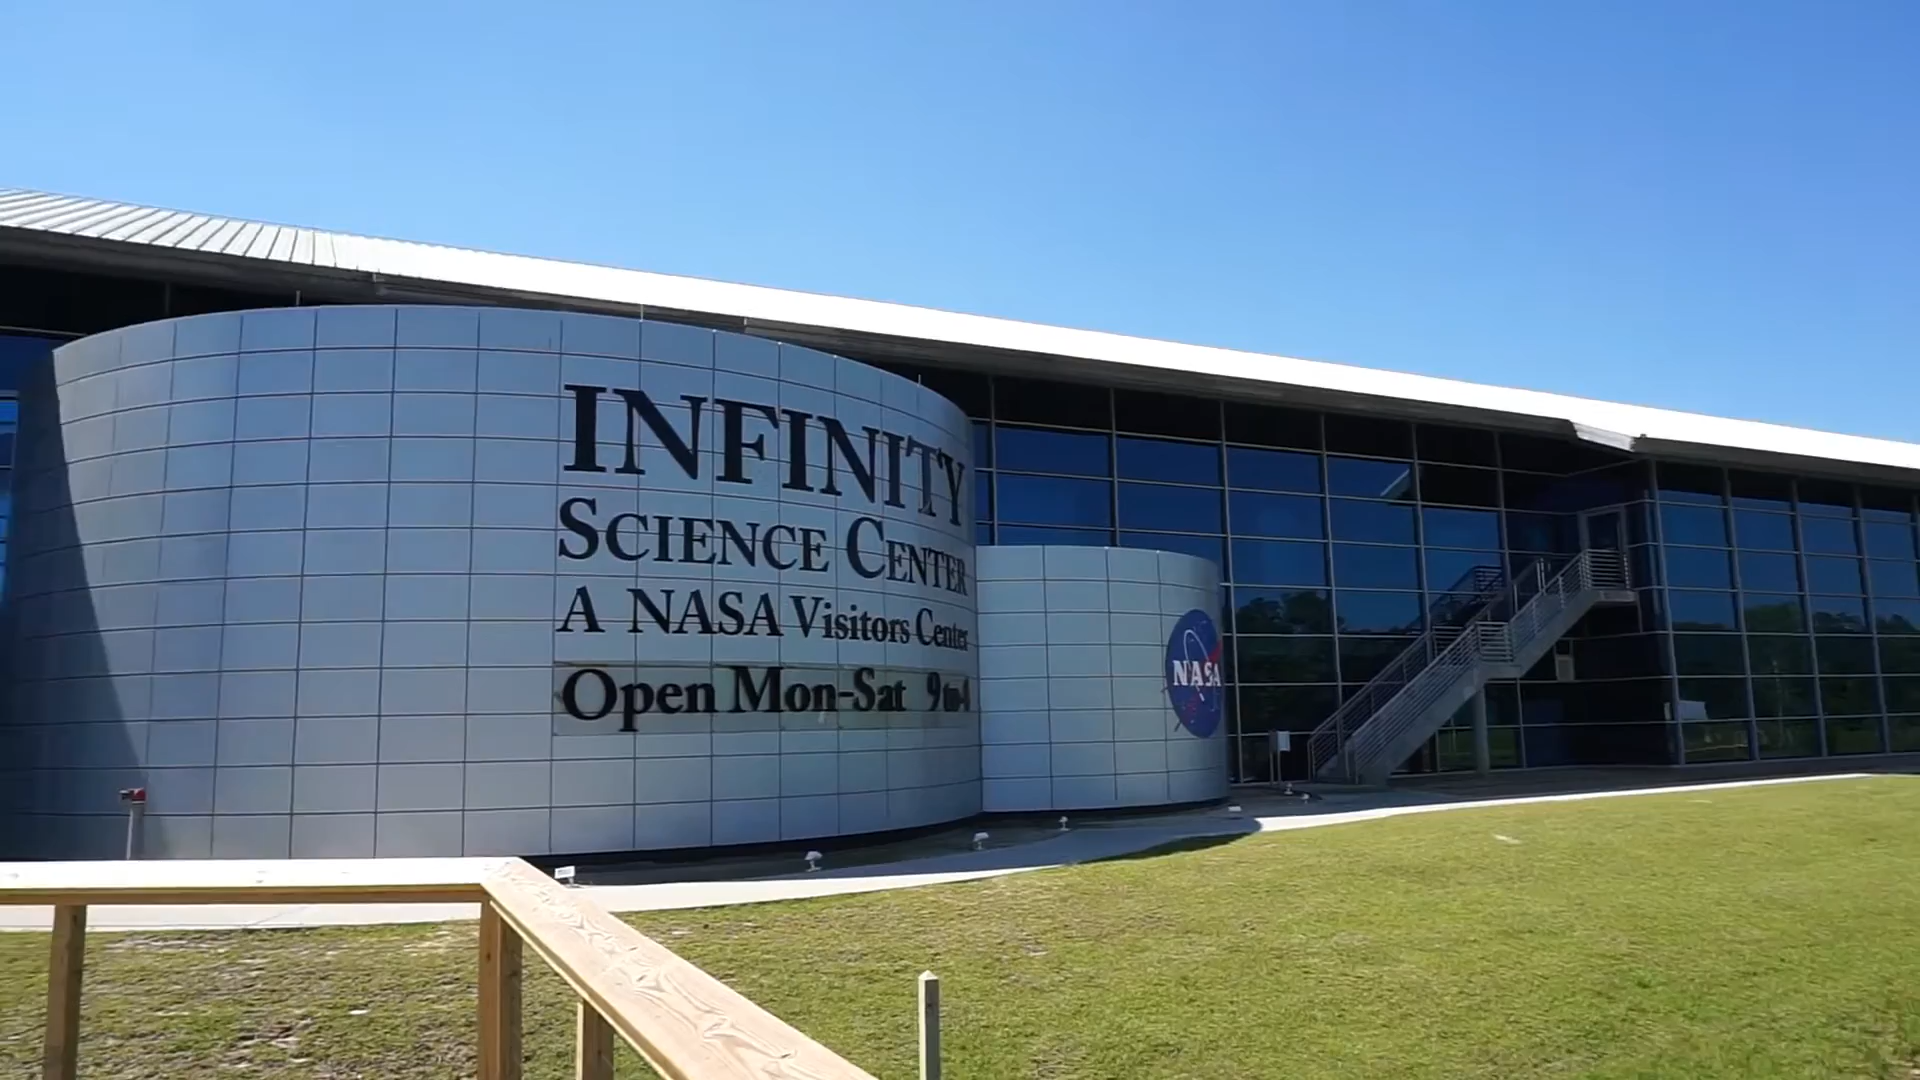 INFINITY
SCIENCE CENTER
A NASA Visitors Center
Open Mon-Sat 9 to 4
NASA